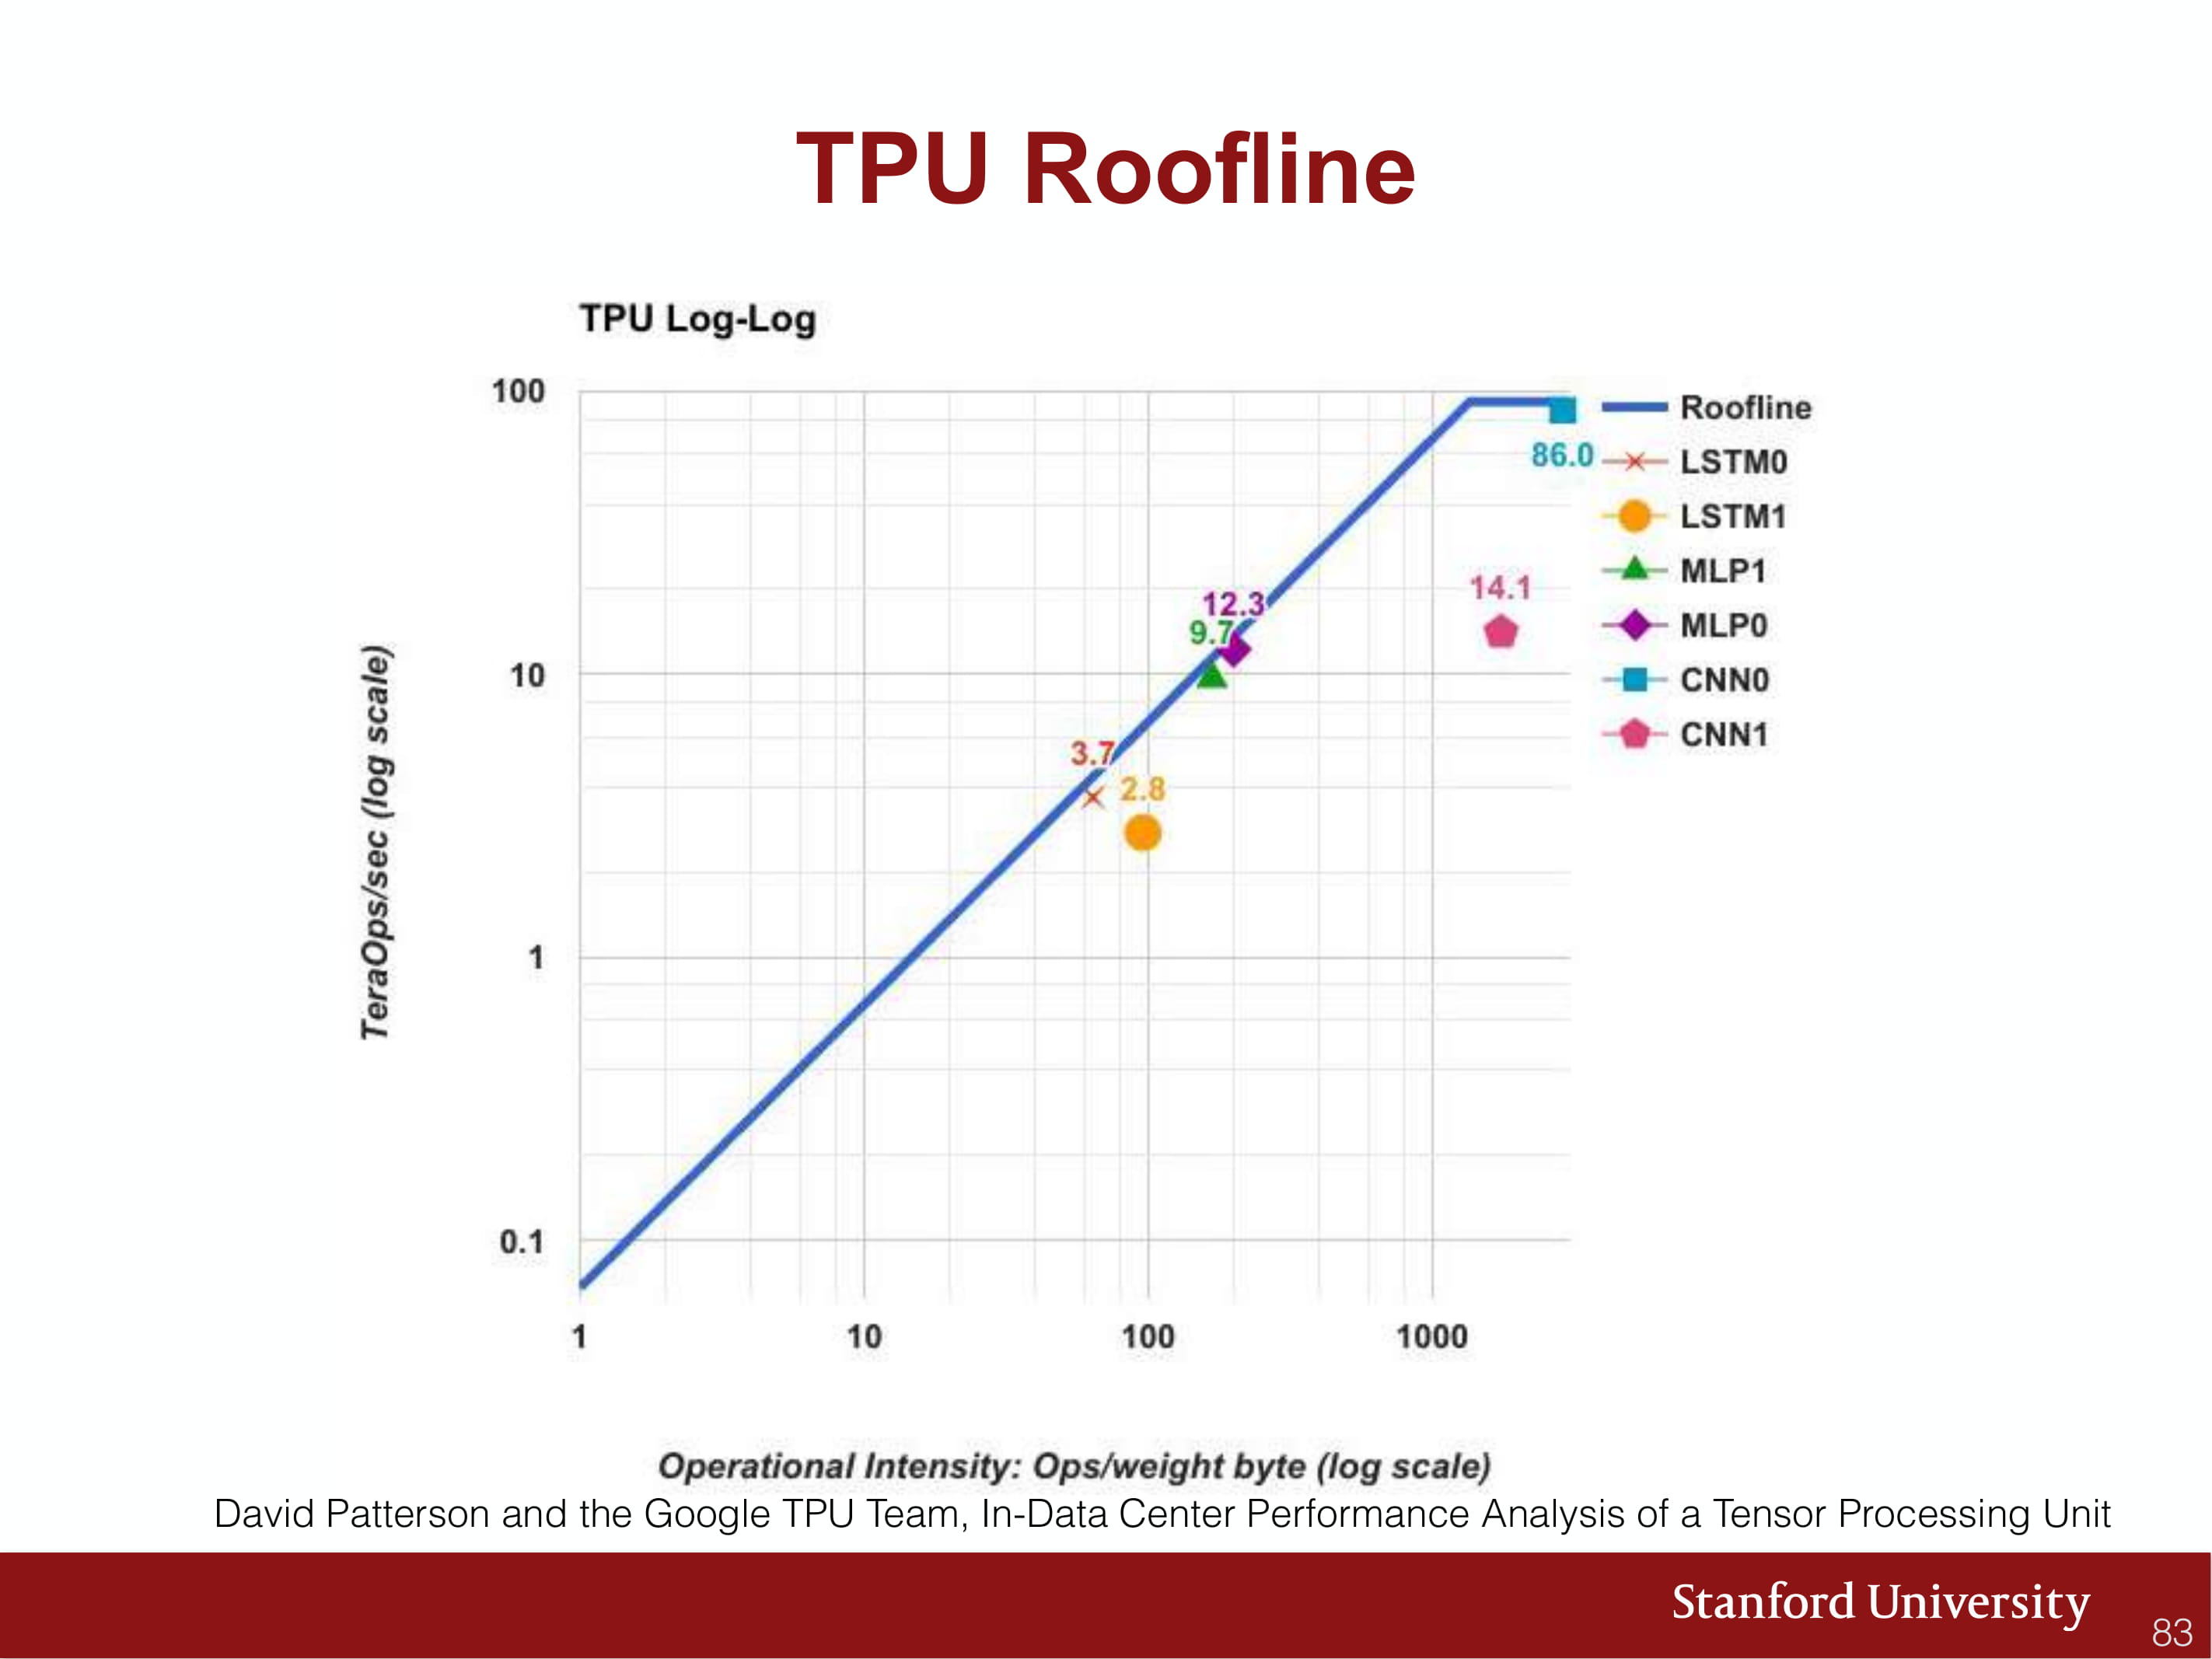 TPU Roofline
TPU Log-Log
100
10
1
0.1
TeraOps/sec (log scale)
86.0
14.1
12.3
9.7
3.7
2.8
Roofline
LSTM0
LSTM1
MLP1
MLP0
CNN0
CNN1
1 10 100 1000
Operational Intensity: Ops/weight byte (log scale)
David Patterson and the Google TPU Team, In-Data Center Performance Analysis of a Tensor Processing Unit
Stanford University
83